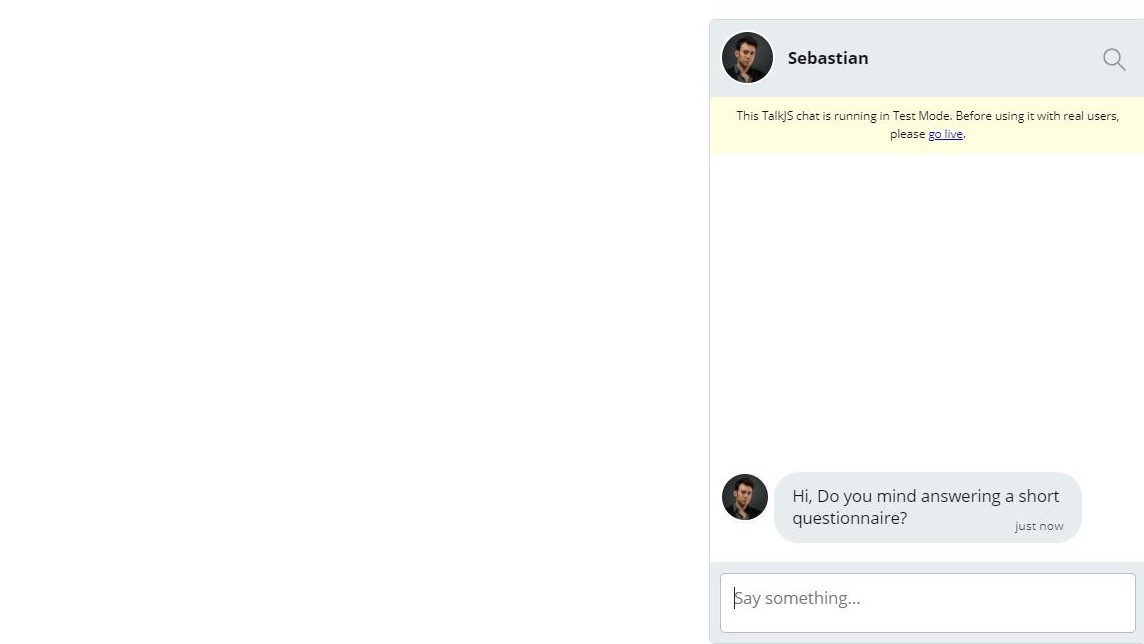 Sebastian
This TalkJS chat is running in Test Mode. Before using it with real users,
please go live.
Hi, Do you mind answering a short
questionnaire?
just now
Say something...